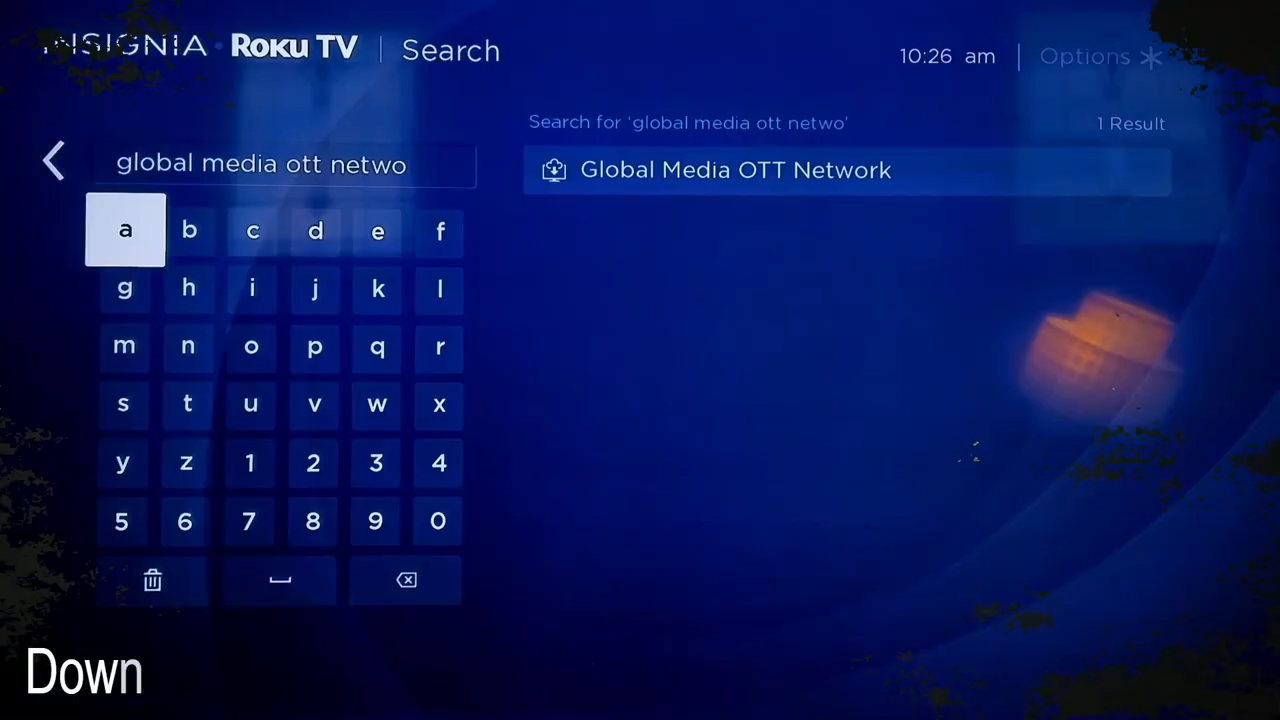 INSIGNIA Roku TV | Search
10:26 am | Options
Search for 'global media ott netwo' 1 Result
global media ott netwo
Global Media OTT Network
a b c d e f
g h i j k l
m n o p q r
s t u v w x
y z 1 2 3 4
5 6 7 8 9 0
Down